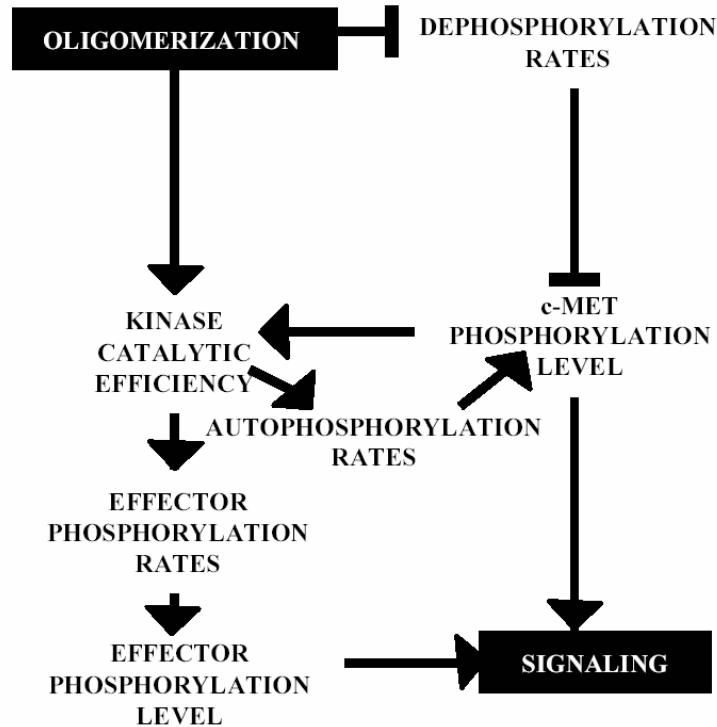 OLIGOMERIZATION
DEPHOSPHORYLATION
RATES
c-MET
PHOSPHORYLATION
LEVEL
KINASE
CATALYTIC
EFFICIENCY
AUTOPHOSPHORYLATION
RATES
EFFECTOR
PHOSPHORYLATION
RATES
EFFECTOR
PHOSPHORYLATION
LEVEL
SIGNALING